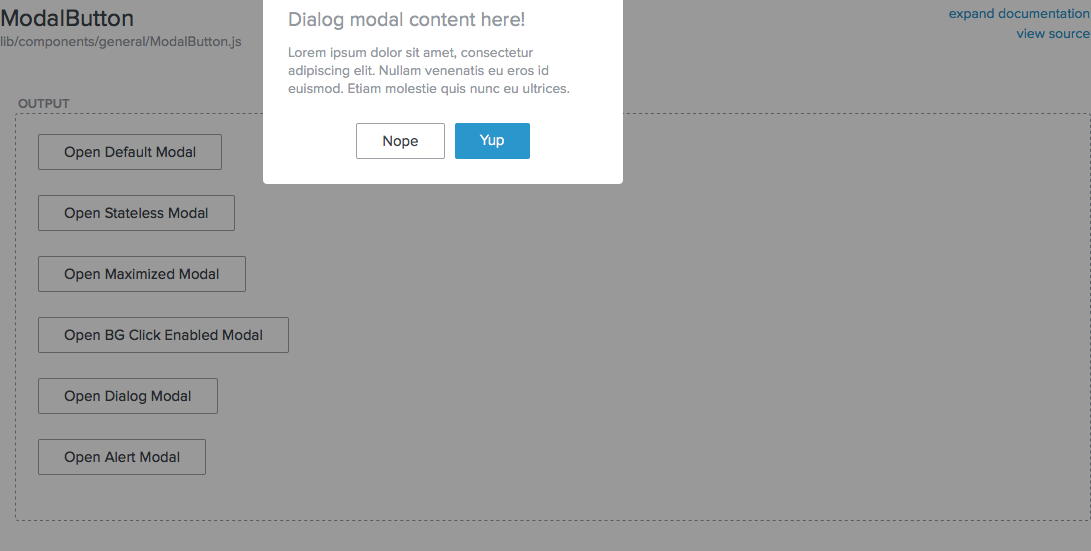 ModalButton
lib/components/general/ModalButton.js
expand documentation
view source
Dialog modal content here!
Lorem ipsum dolor sit amet, consectetur
adipiscing elit. Nullam venenatis eu eros id
euismod. Etiam molestie quis nunc eu ultrices.
Nope
Yup
OUTPUT
Open Default Modal
Open Stateless Modal
Open Maximized Modal
Open BG Click Enabled Modal
Open Dialog Modal
Open Alert Modal